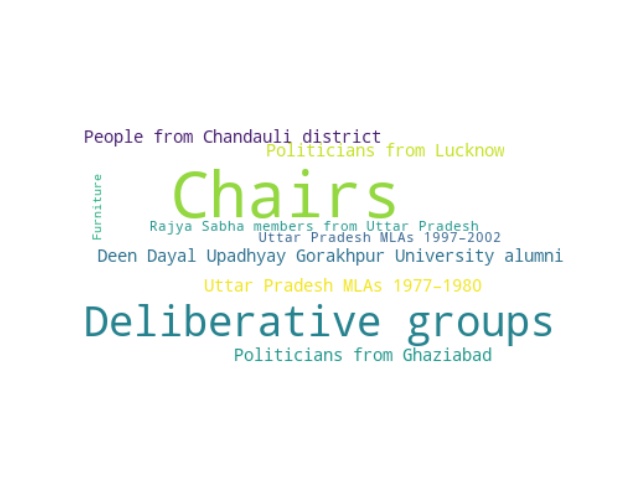 People from Chandauli district
Politicians from Lucknow
Furniture
Chairs
Rajya Sabha members from Uttar Pradesh
Uttar Pradesh MLAs 1997–2002
Deen Dayal Upadhyay Gorakhpur University alumni
Uttar Pradesh MLAs 1977–1980
Deliberative groups
Politicians from Ghaziabad